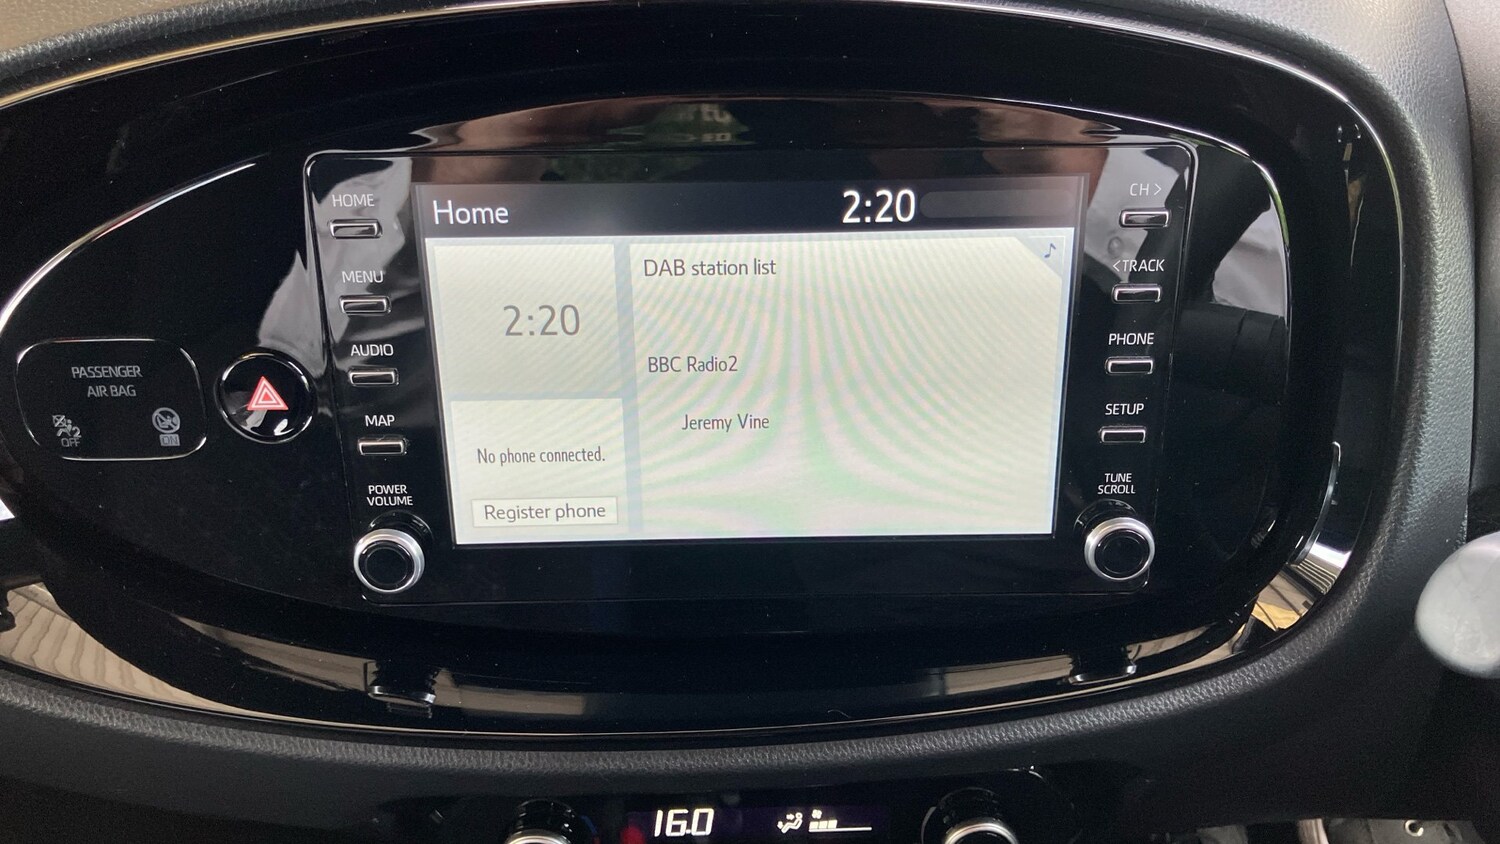 HOME
MENU
AUDIO
MAP
POWER
VOLUME
PASSENGER
AIR BAG
OFF
ON
Home
2:20
2:20
No phone connected.
Register phone
DAB station list
BBC Radio2
Jeremy Vine
CH >
<TRACK
PHONE
SETUP
TUNE
SCROLL
16.0